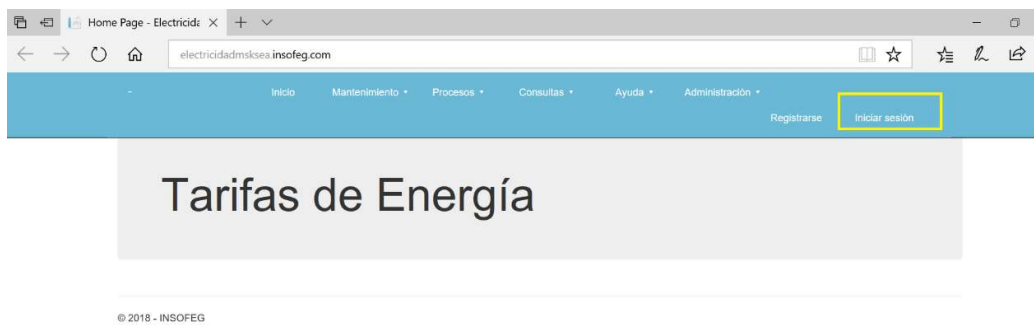 Home Page - Electricida
electricidadmsksea.insofeg.com
- Inicio Mantenimiento Procesos Consultas Ayuda Administración
Registrarse Iniciar sesión
Tarifas de Energía
© 2018 - INSOFEG